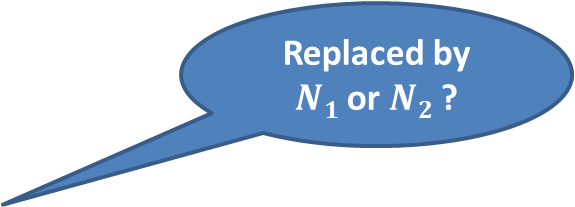 Replaced by
N₁ or N₂ ?